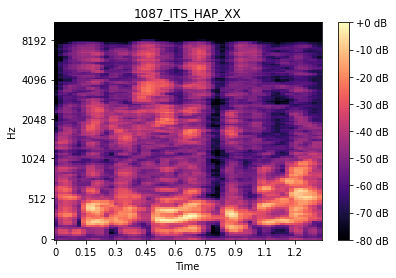 1087_ITS_HAP_XX
+0 dB
8192
-10 dB
4096
-20 dB
-30 dB
2048
Hz
-40 dB
1024
-50 dB
512
-60 dB
-70 dB
0
-80 dB
0 0.15 0.3 0.45 0.6 0.75 0.9 1.1 1.2
Time